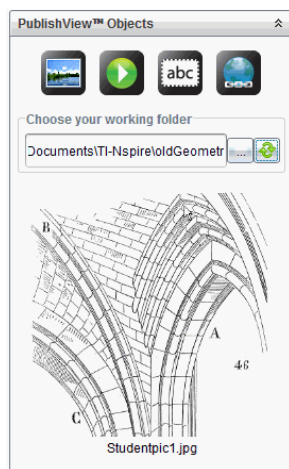 PublishView™ Objects
abc
Choose your working folder
Documents\TI-Nspire\oldGeometr
...
B
A
46
C
Studentpic1.jpg